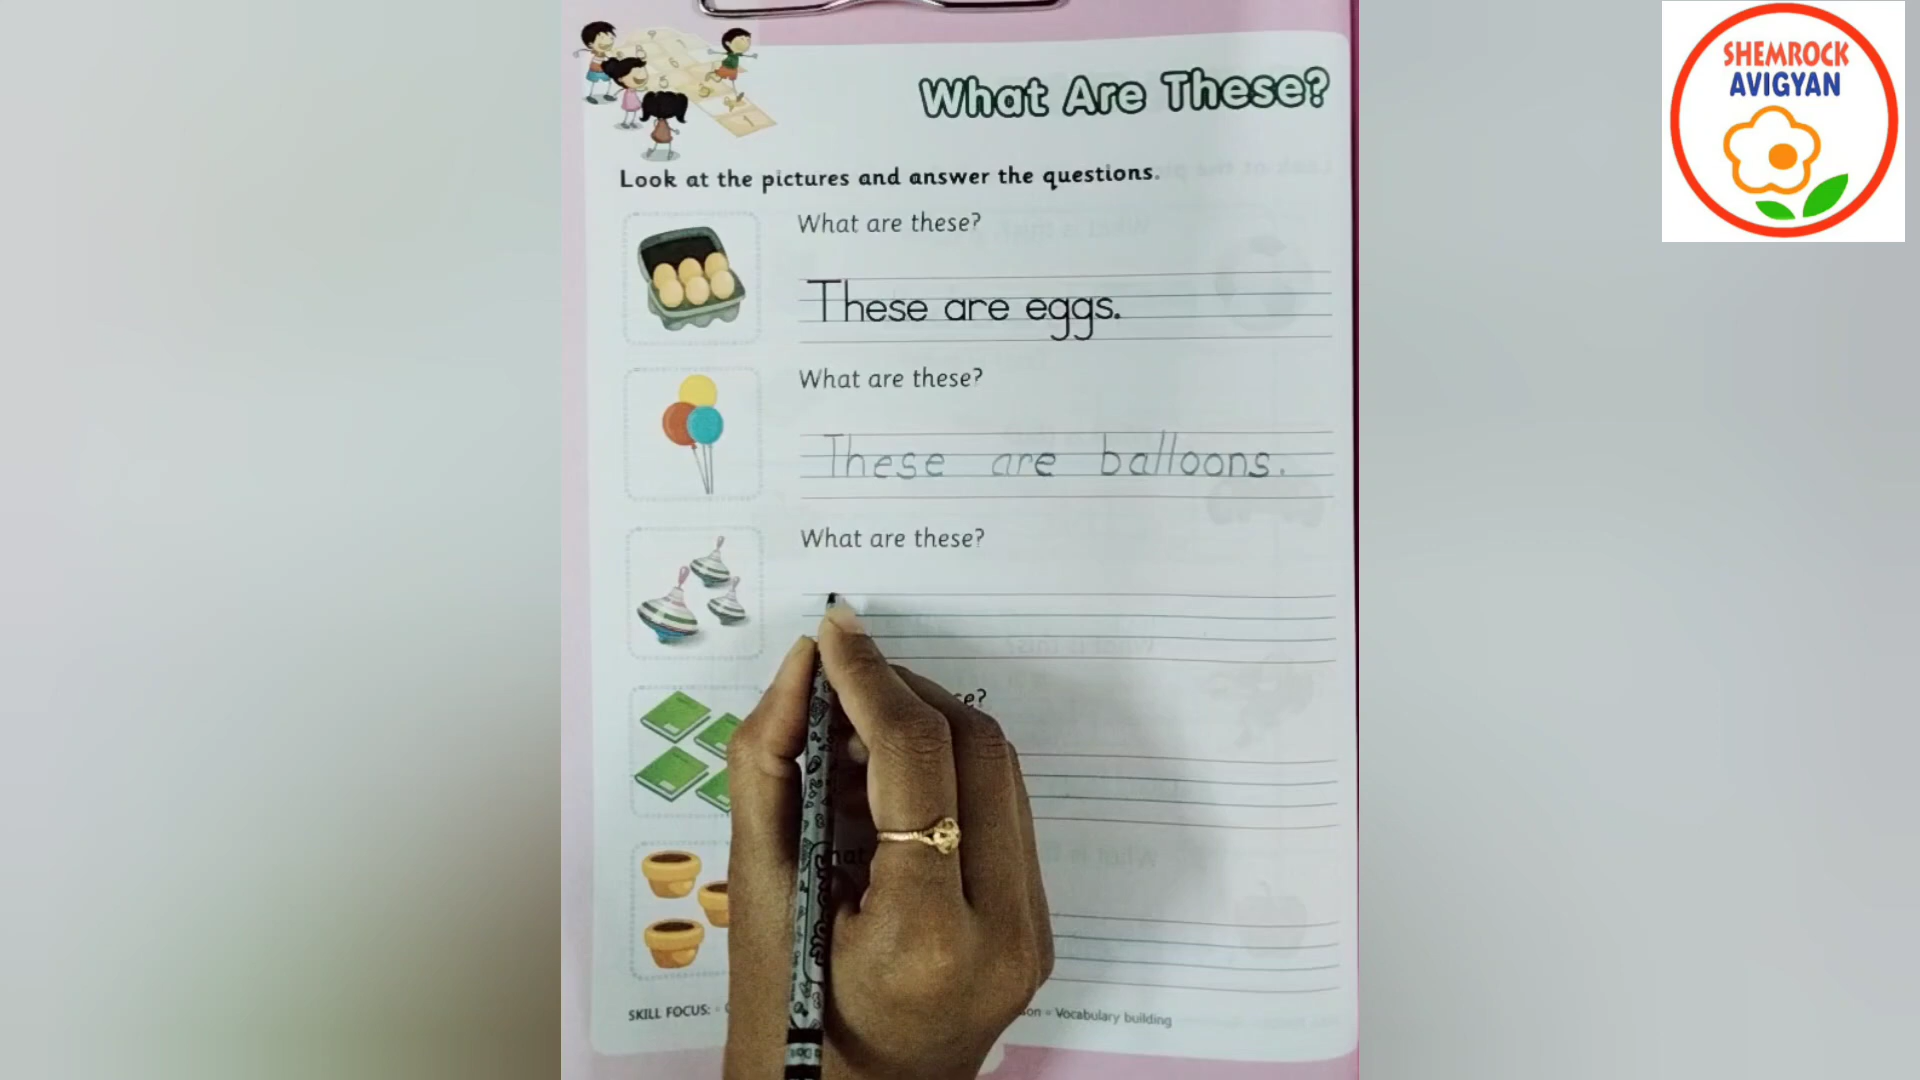 SHEMROCK
AVIGYAN
What Are These?
Look at the pictures and answer the questions.
What are these?
These are eggs.
What are these?
These are balloons.
What are these?
SKILL FOCUS:
Vocabulary building